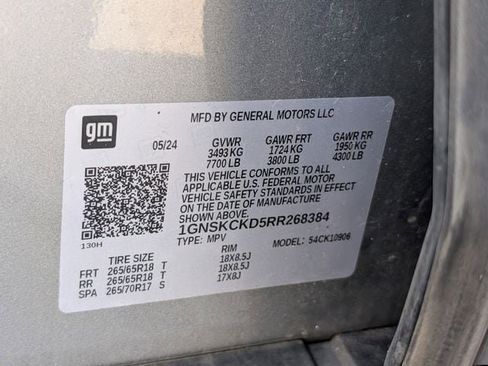 MFD BY GENERAL MOTORS LLC
gm
05/24 GVWR GAWR FRT GAWR RR
3493 KG 1724 KG 1950 KG
7700 LB 3800 LB 4300 LB
THIS VEHICLE CONFORMS TO ALL
APPLICABLE U.S. FEDERAL MOTOR
VEHICLE SAFETY STANDARDS IN EFFECT
ON THE DATE OF MANUFACTURE
SHOWN ABOVE.
1GNSKCKD5RR268384
130H
TYPE: MPV MODEL: 54CK10906
TIRE SIZE RIM
FRT 265/65R18 T 18X8.5J
RR 265/65R18 T 18X8.5J
SPA 265/70R17 S 17X8J